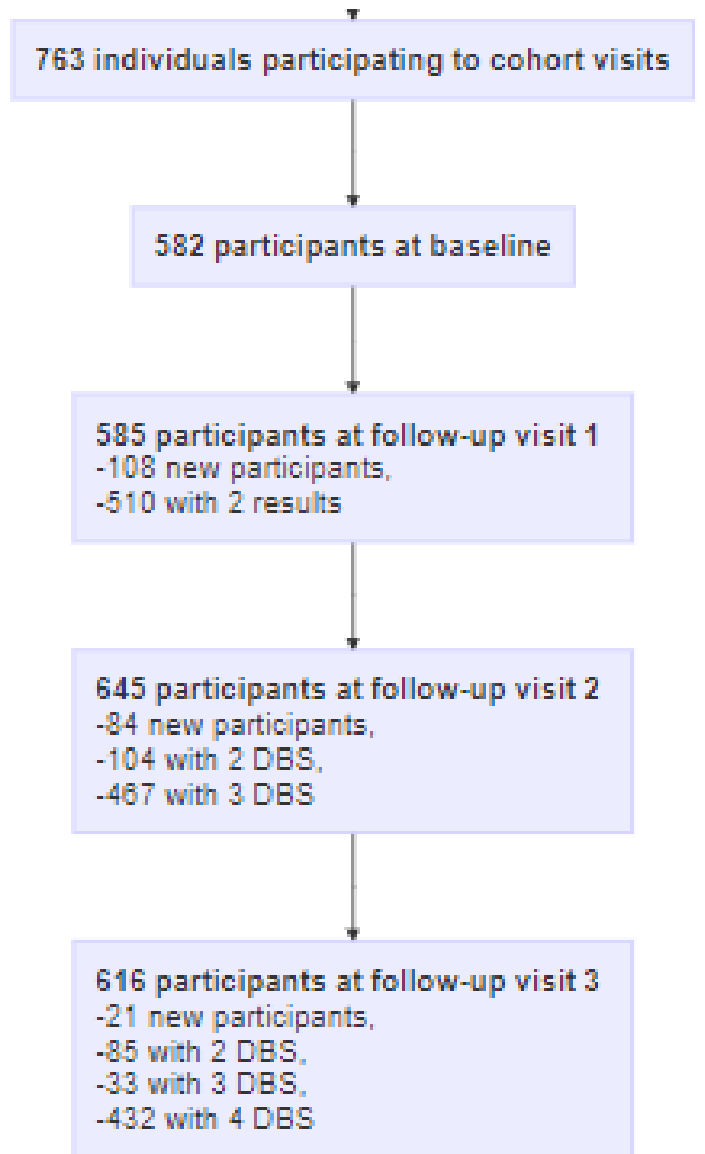 763 individuals participating to cohort visits
582 participants at baseline
585 participants at follow-up visit 1
-108 new participants,
-510 with 2 results
645 participants at follow-up visit 2
-84 new participants,
-104 with 2 DBS,
-467 with 3 DBS
616 participants at follow-up visit 3
-21 new participants,
-85 with 2 DBS,
-33 with 3 DBS,
-432 with 4 DBS